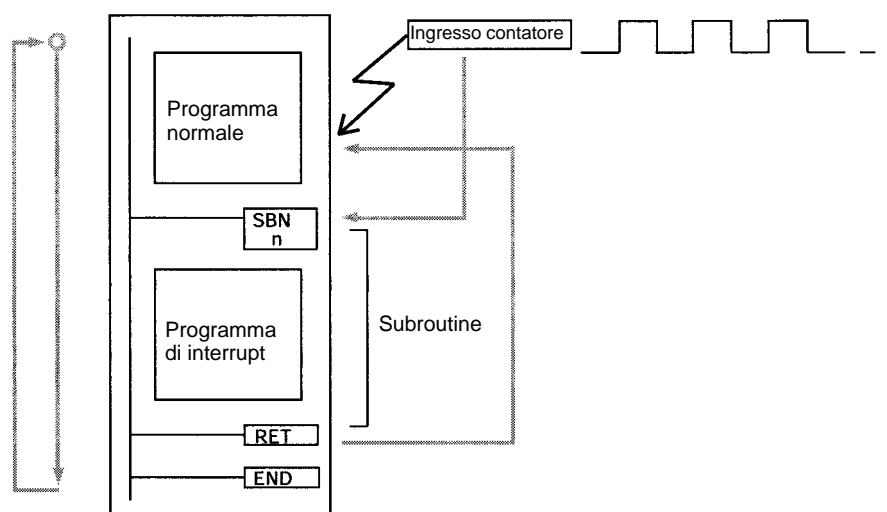 Ingresso contatore
Programma
normale
SBN
n
Programma
di interrupt
Subroutine
RET
END